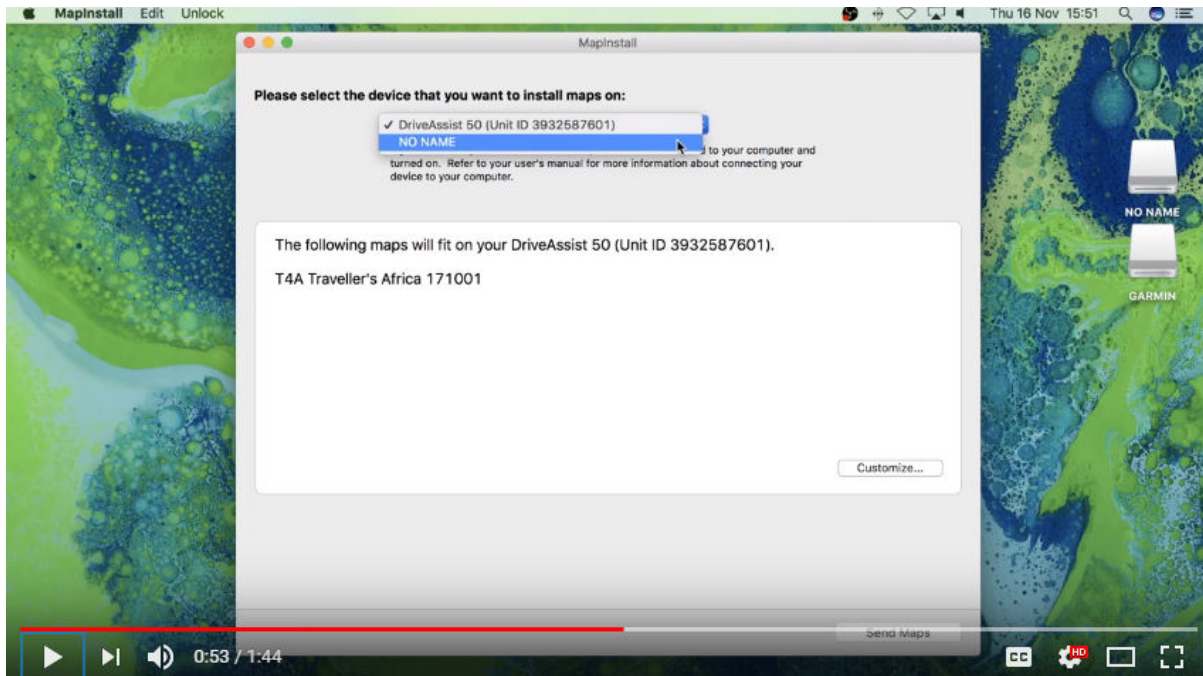 MapInstall Edit Unlock Thu 16 Nov 15:51
MapInstall
Please select the device that you want to install maps on:
✓ DriveAssist 50 (Unit ID 3932587601)
NO NAME
to your computer and
turned on. Refer to your user's manual for more information about connecting your
device to your computer.
NO NAME
The following maps will fit on your DriveAssist 50 (Unit ID 3932587601).
T4A Traveller's Africa 171001
GARMIN
Customize...
Send Maps
0:53 / 1:44
CC
HD